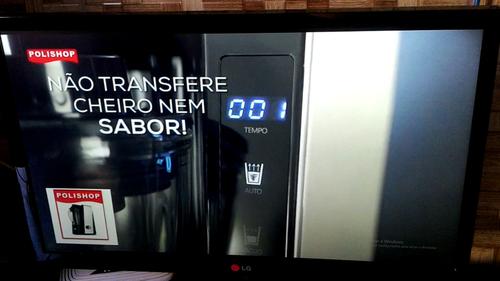 POLISHOP
NÃO TRANSFERE
CHEIRO NEM
SABOR!
001
TEMPO
AUTO
POLISHOP
LG